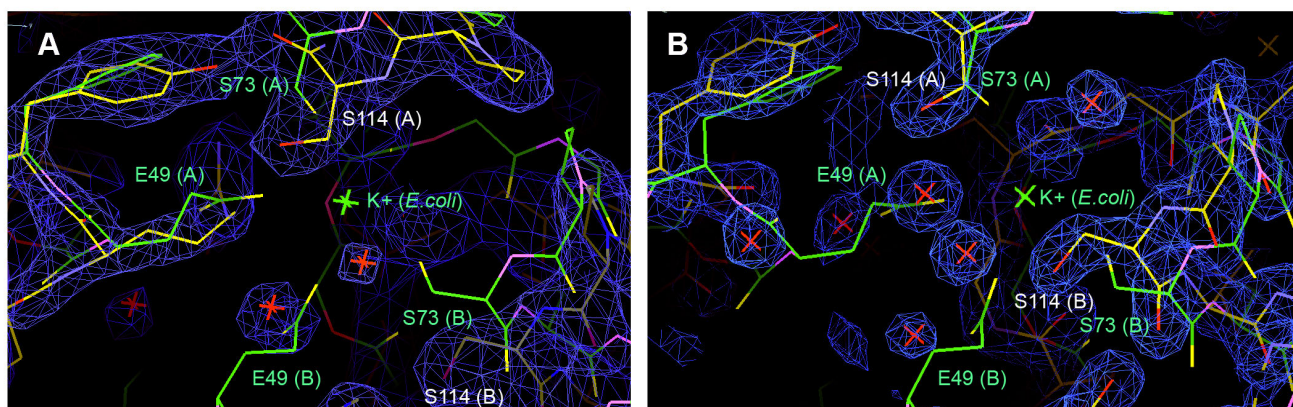 A
S73 (A)
S114 (A)
E49 (A)
K+ (E.coli)
S73 (B)
E49 (B)
S114 (B)
B
S114 (A)
S73 (A)
E49 (A)
K+ (E.coli)
S114 (B)
S73 (B)
E49 (B)